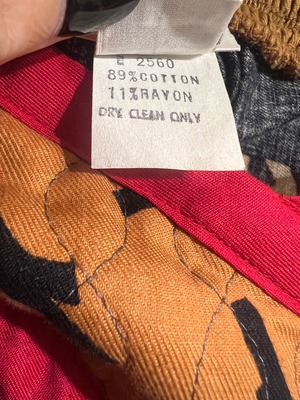 E 2560
89%COTTON
11%RAYON
DRY CLEAN ONLY